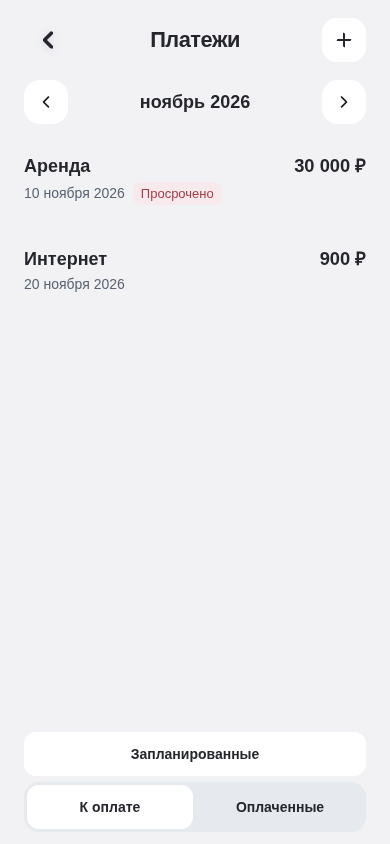 Платежи
ноябрь 2026
Аренда 30 000 ₽
10 ноября 2026 Просрочено
Интернет 900 ₽
20 ноября 2026
Запланированные
К оплате Оплаченные